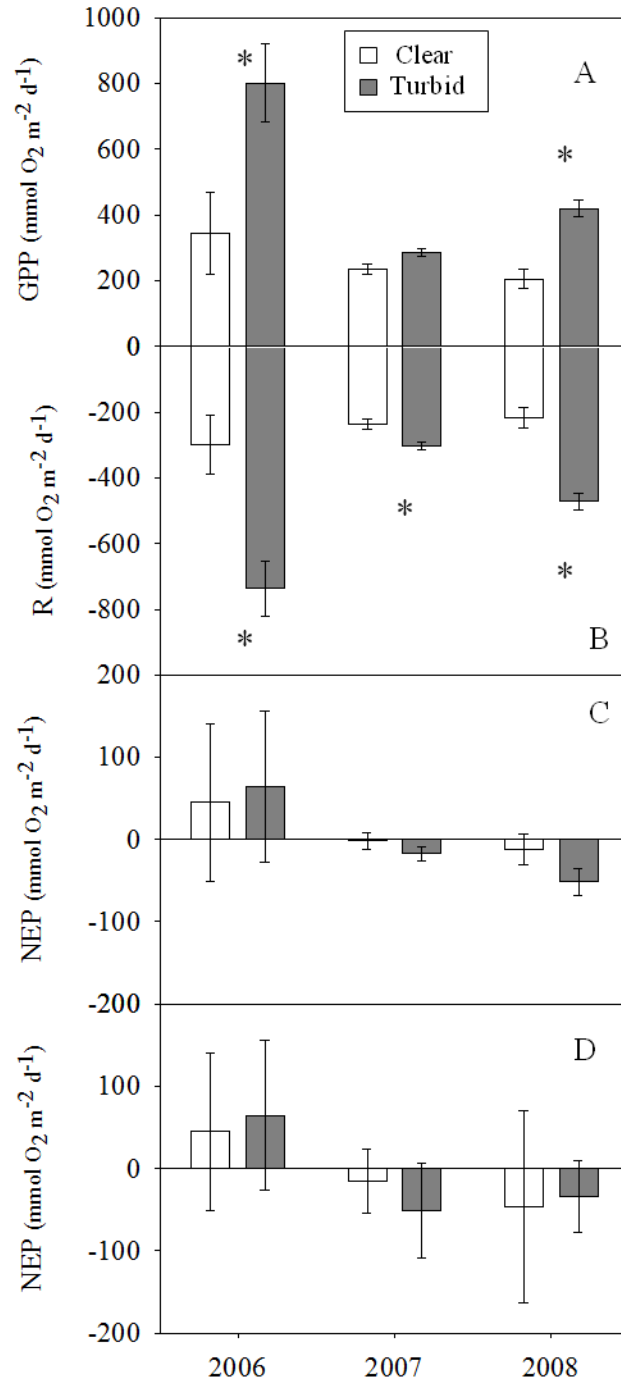 1000
800
600
400
200
0
-200
-400
-600
-800
GPP (mmol O2 m-2 d-1)
R (mmol O2 m-2 d-1)
Clear
Turbid
A
*
*
*
*
*
B
200
100
0
-100
-200
NEP (mmol O2 m-2 d-1)
C
100
0
-100
-200
NEP (mmol O2 m-2 d-1)
D
2006 2007 2008